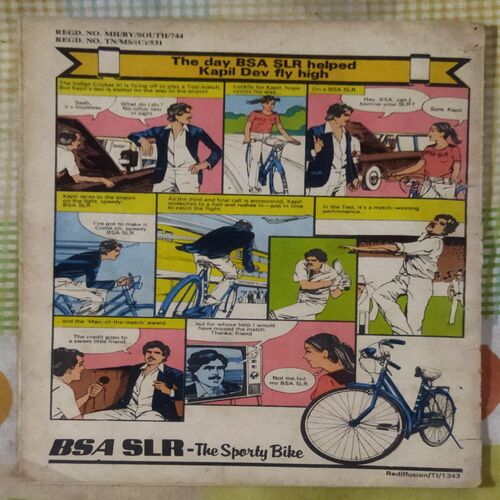 REGD. NO. MH/BY/SOUTH/744
REGD. NO. TN/MS/(C)/531
The day BSA SLR helped
Kapil Dev fly high
The Indian Cricket XI is flying off to play a Test match.
But Kapil's taxi is stalled on the way to the airport.
Saab,
it's hopeless
What do I do?
No other taxi
in sight
Luckily for Kapil, hope
cycles his way
On a BSA SLR
Hey, BSA, can I
borrow your SLR?
Sure, Kapil.
Kapil races to the airport
on the light, speedy
BSA SLR
I've got to make it.
Come on, speedy
BSA SLR
As the third and final call is announced, Kapil
screeches to a halt and rushes in—just in time
to catch the flight
In the Test, it's a match-winning
performance
and the 'Man-of-the-match' award
The credit goes to
a sweet little friend
but for whose help I would
have missed the match.
Thanks, friend.
Not me, but
my BSA SLR
BSA SLR - The Sporty Bike
Rediffusion/TI/1343